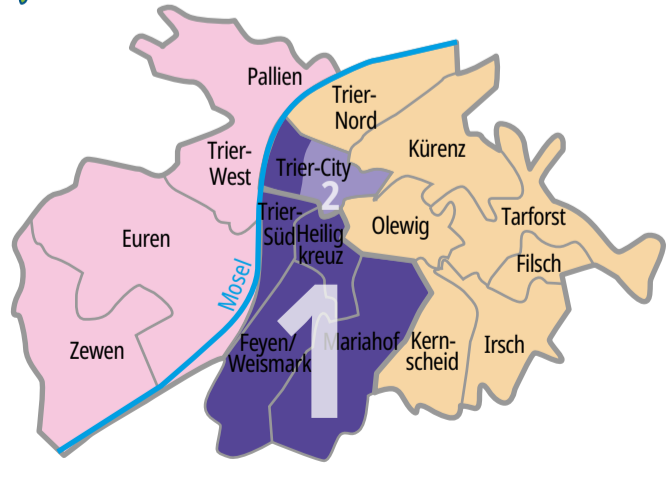 Pallien
Trier-
Nord
Trier-
West
Trier-City
2
Kürenz
Trier-
Süd
Heilig
kreuz
Olewig
Tarforst
Euren
Filsch
Mosel
1
Zewen
Feyen/
Weismark
Mariahof
Kern-
scheid
Irsch